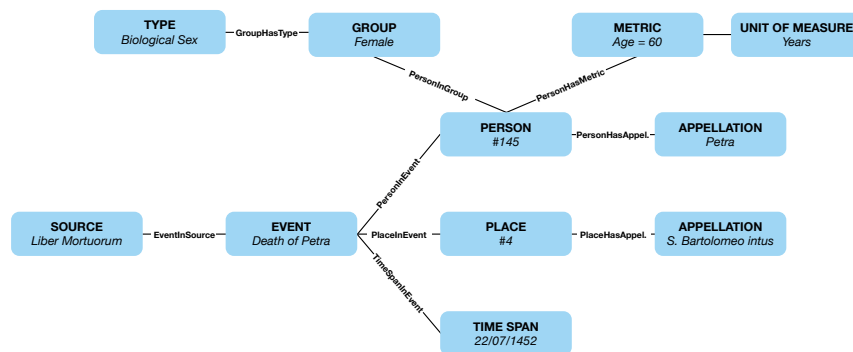 TYPE
Biological Sex
GroupHasType
GROUP
Female
METRIC
Age = 60
UNIT OF MEASURE
Years
PersonInGroup
PersonHasMetric
PERSON
#145
PersonHasAppel.
APPELLATION
Petra
PersonInEvent
SOURCE
Liber Mortuorum
EventInSource
EVENT
Death of Petra
PlaceInEvent
PLACE
#4
PlaceHasAppel.
APPELLATION
S. Bartolomeo intus
TimeSpanInEvent
TIME SPAN
22/07/1452